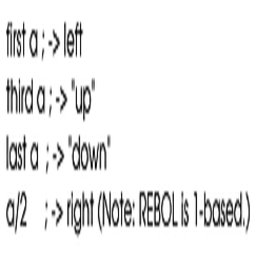 first a ; -> left
third a ; -> "up"
last a ; -> "down"
a/2 ; -> right (Note: REBOL is 1-based.)